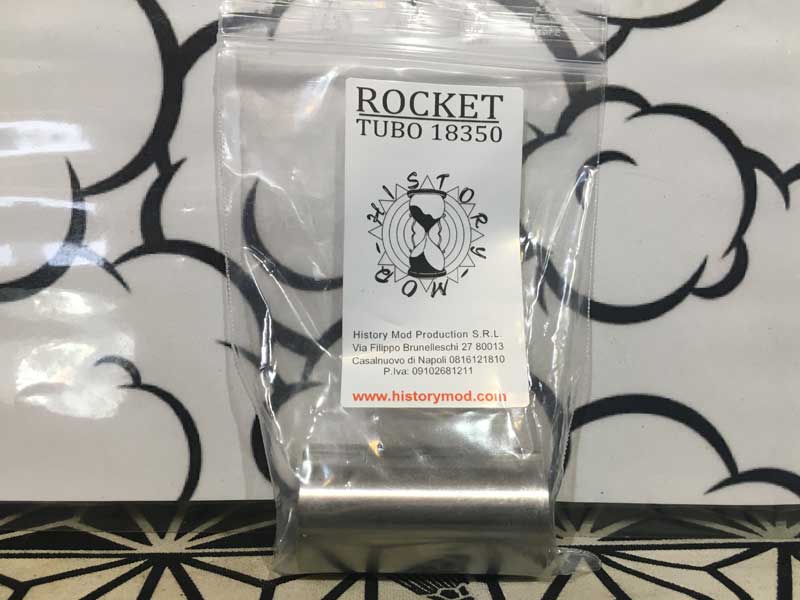 ROCKET
TUBO 18350
HISTORY-MOD-
History Mod Production S.R.L.
Via Filippo Brunelleschi 27 80013
Casalnuovo di Napoli 0816121810
P.Iva: 09102681211
www.historymod.com